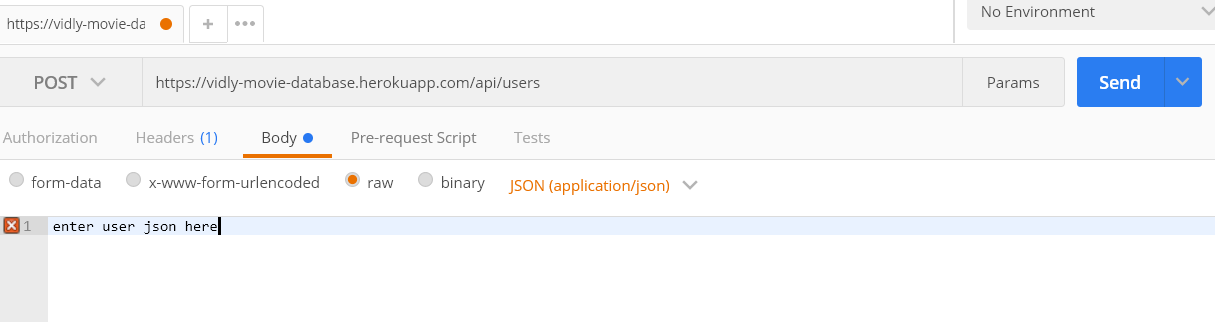 https://vidly-movie-da + ••• No Environment
POST https://vidly-movie-database.herokuapp.com/api/users Params Send
Authorization Headers (1) Body Pre-request Script Tests
form-data x-www-form-urlencoded raw binary JSON (application/json)
1 enter user json here